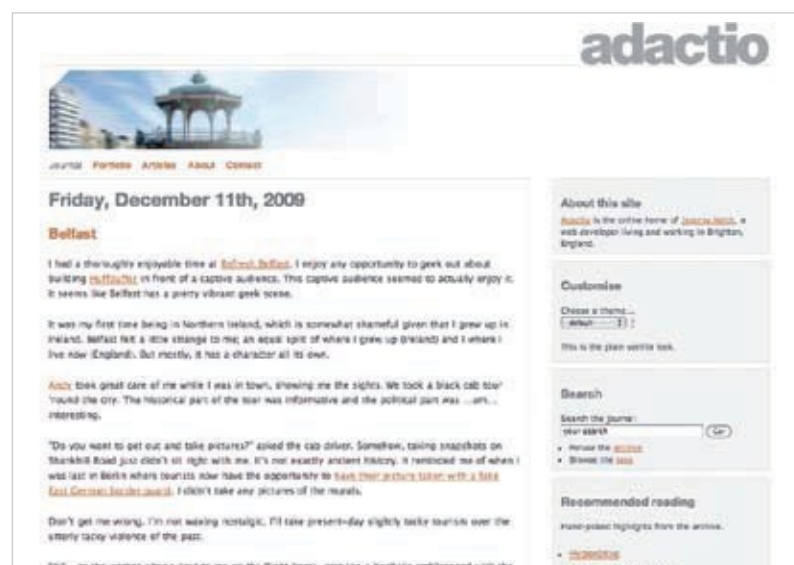 adactio
Journal Portfolio Articles About Contact
Friday, December 11th, 2009
Belfast
I had a thoroughly enjoyable time at Refresh Belfast. I enjoy any opportunity to geek out about
building Huffduffer in front of a captive audience. This captive audience seemed to actually enjoy it.
It seems like Belfast has a pretty vibrant geek scene.
It was my first time being in Northern Ireland, which is somewhat shameful given that I grew up in
Ireland. Belfast felt a little strange to me; an equal split of where I grew up (Ireland) and I where I
live now (England). But mostly, it has a character all its own.
Andy took great care of me while I was in town, showing me the sights. We took a black cab tour
'round the city. The historical part of the tour was informative and the political part was ...um...
interesting.
"Do you want to get out and take pictures?" asked the cab driver. Somehow, taking snapshots on
Shankhill Road just didn't sit right with me. It's not exactly ancient history. It reminded me of when I
was last in Berlin where tourists now have the opportunity to have their picture taken with a fake
East German border guard. I didn't take any pictures of the murals.
Don't get me wrong. I'm not waxing nostalgic. I'll take present-day slightly tacky tourism over the
utterly tacky violence of the past.
About this site
Adactio is the online home of Jeremy Keith, a
web developer living and working in Brighton,
England.
Customise
Choose a theme...
default
This is the plain vanilla look.
Search
Search the Journal:
your search Go!
Peruse the archive
Browse the tags
Recommended reading
Hand-picked highlights from the archive.
Hypertiling